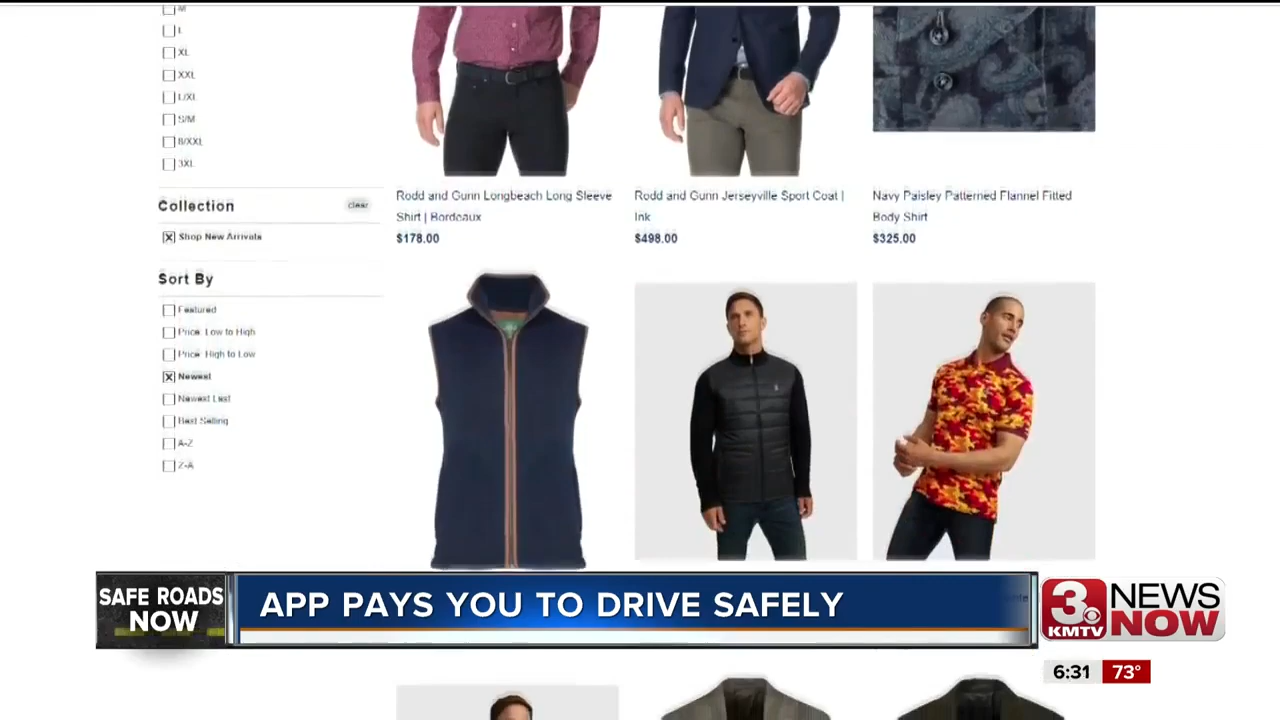 M
L
XL
XXL
L/XL
S/M
8/XXL
3XL
Collection
clear
Shop New Arrivals
Sort By
Featured
Price: Low to High
Price: High to Low
Newest
Newest Last
Best Selling
A-Z
Z-A
Rodd and Gunn Longbeach Long Sleeve
Shirt | Bordeaux
$178.00
Rodd and Gunn Jerseyville Sport Coat |
Ink
$498.00
Navy Paisley Patterned Flannel Fitted
Body Shirt
$325.00
SAFE ROADS
NOW
APP PAYS YOU TO DRIVE SAFELY
3
KMTV
NEWS
NOW
6:31
73°